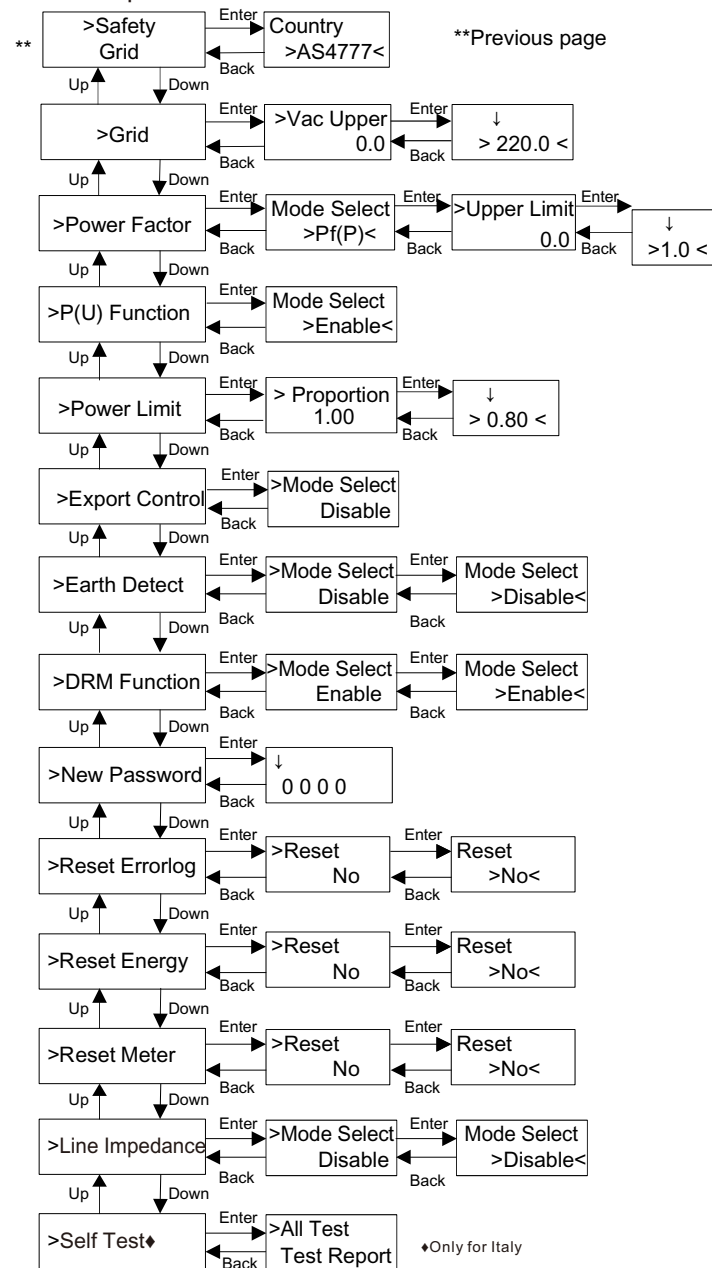 >Safety
Grid
Enter
Back
Country
>AS4777<
**
**Previous page
Up
Down
>Grid
Enter
Back
>Vac Upper
0.0
Enter
Back
↓
> 220.0 <
Up
Down
>Power Factor
Enter
Back
Mode Select
>Pf(P)<
Enter
Back
>Upper Limit
0.0
Enter
Back
↓
>1.0 <
Up
Down
>P(U) Function
Enter
Back
Mode Select
>Enable<
Up
Down
>Power Limit
Enter
Back
> Proportion
1.00
Enter
Back
↓
> 0.80 <
Up
Down
>Export Control
Enter
Back
>Mode Select
Disable
Up
Down
>Earth Detect
Enter
Back
>Mode Select
Disable
Enter
Back
Mode Select
>Disable<
Up
Down
>DRM Function
Enter
Back
>Mode Select
Enable
Enter
Back
Mode Select
>Enable<
Up
Down
>New Password
Enter
Back
↓
0 0 0 0
Up
Down
>Reset Errorlog
Enter
Back
>Reset
No
Enter
Back
Reset
>No<
Up
Down
>Reset Energy
Enter
Back
>Reset
No
Enter
Back
Reset
>No<
Up
Down
>Reset Meter
Enter
Back
>Reset
No
Enter
Back
Reset
>No<
Up
Down
>Line Impedance
Enter
Back
>Mode Select
Disable
Enter
Back
Mode Select
>Disable<
Up
Down
>Self Test♦
Enter
Back
>All Test
Test Report
♦Only for Italy